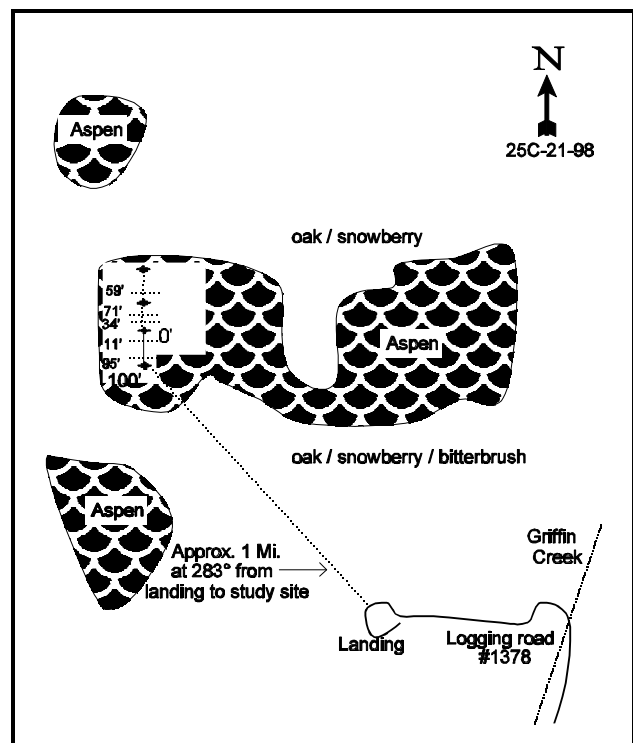 N
25C-21-98
Aspen
oak / snowberry
59'
71'
34'
0'
11'
95'
100'
Aspen
oak / snowberry / bitterbrush
Aspen
Griffin
Creek
Approx. 1 Mi.
at 283° from
landing to study site
Landing
Logging road
#1378